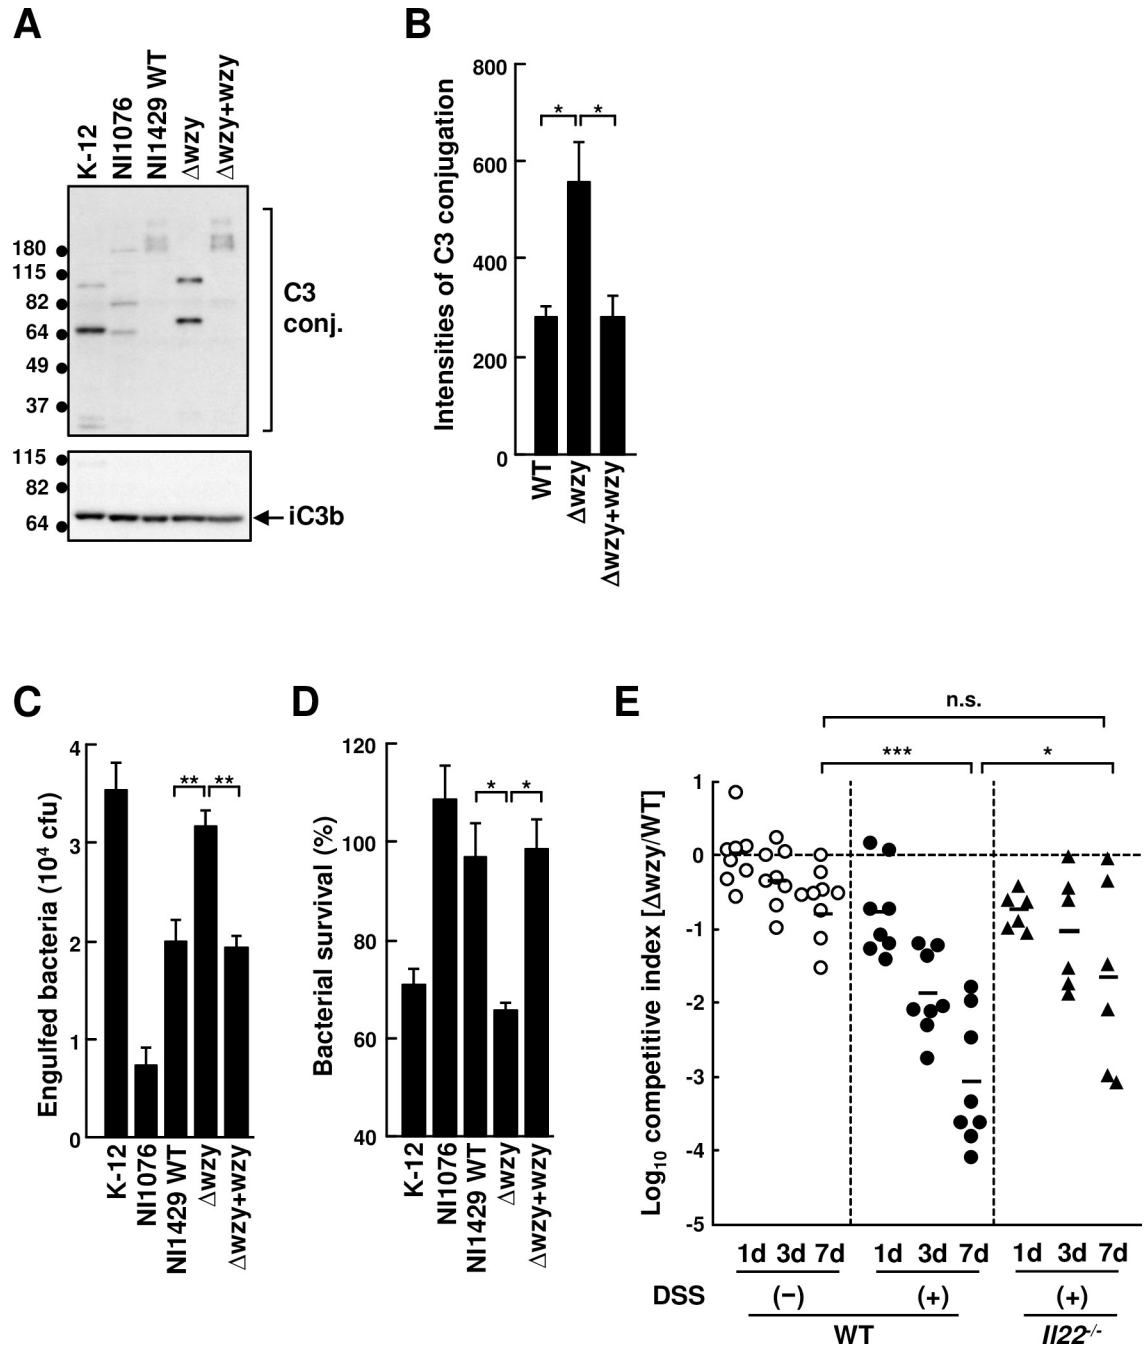 A
K-12
NI1076
NI1429 WT
Δwzy
Δwzy+wzy
180
115
82
64
49
37
C3
conj.
115
82
64
iC3b
B
Intensities of C3 conjugation
800
600
400
200
0
* *
WT
Δwzy
Δwzy+wzy
C
Engulfed bacteria (10⁴ cfu)
4
3
2
1
0
** **
K-12
NI1076
NI1429 WT
Δwzy
Δwzy+wzy
D
Bacterial survival (%)
120
100
80
60
40
* *
K-12
NI1076
NI1429 WT
Δwzy
Δwzy+wzy
E
Log₁₀ competitive index [Δwzy/WT]
n.s.
*** *
1
0
-1
-2
-3
-4
-5
1d 3d 7d 1d 3d 7d 1d 3d 7d
DSS (−) (+) (+)
WT Il22⁻/⁻